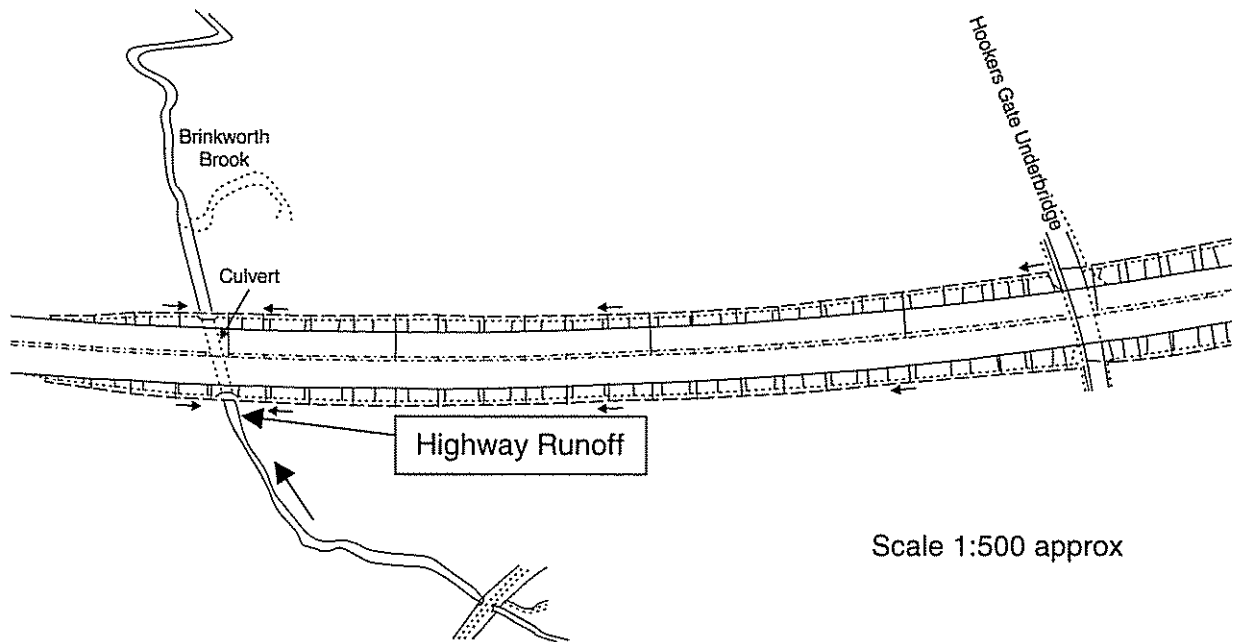 Hookers Gate Underbridge
Brinkworth
Brook
Culvert
Highway Runoff
Scale 1:500 approx